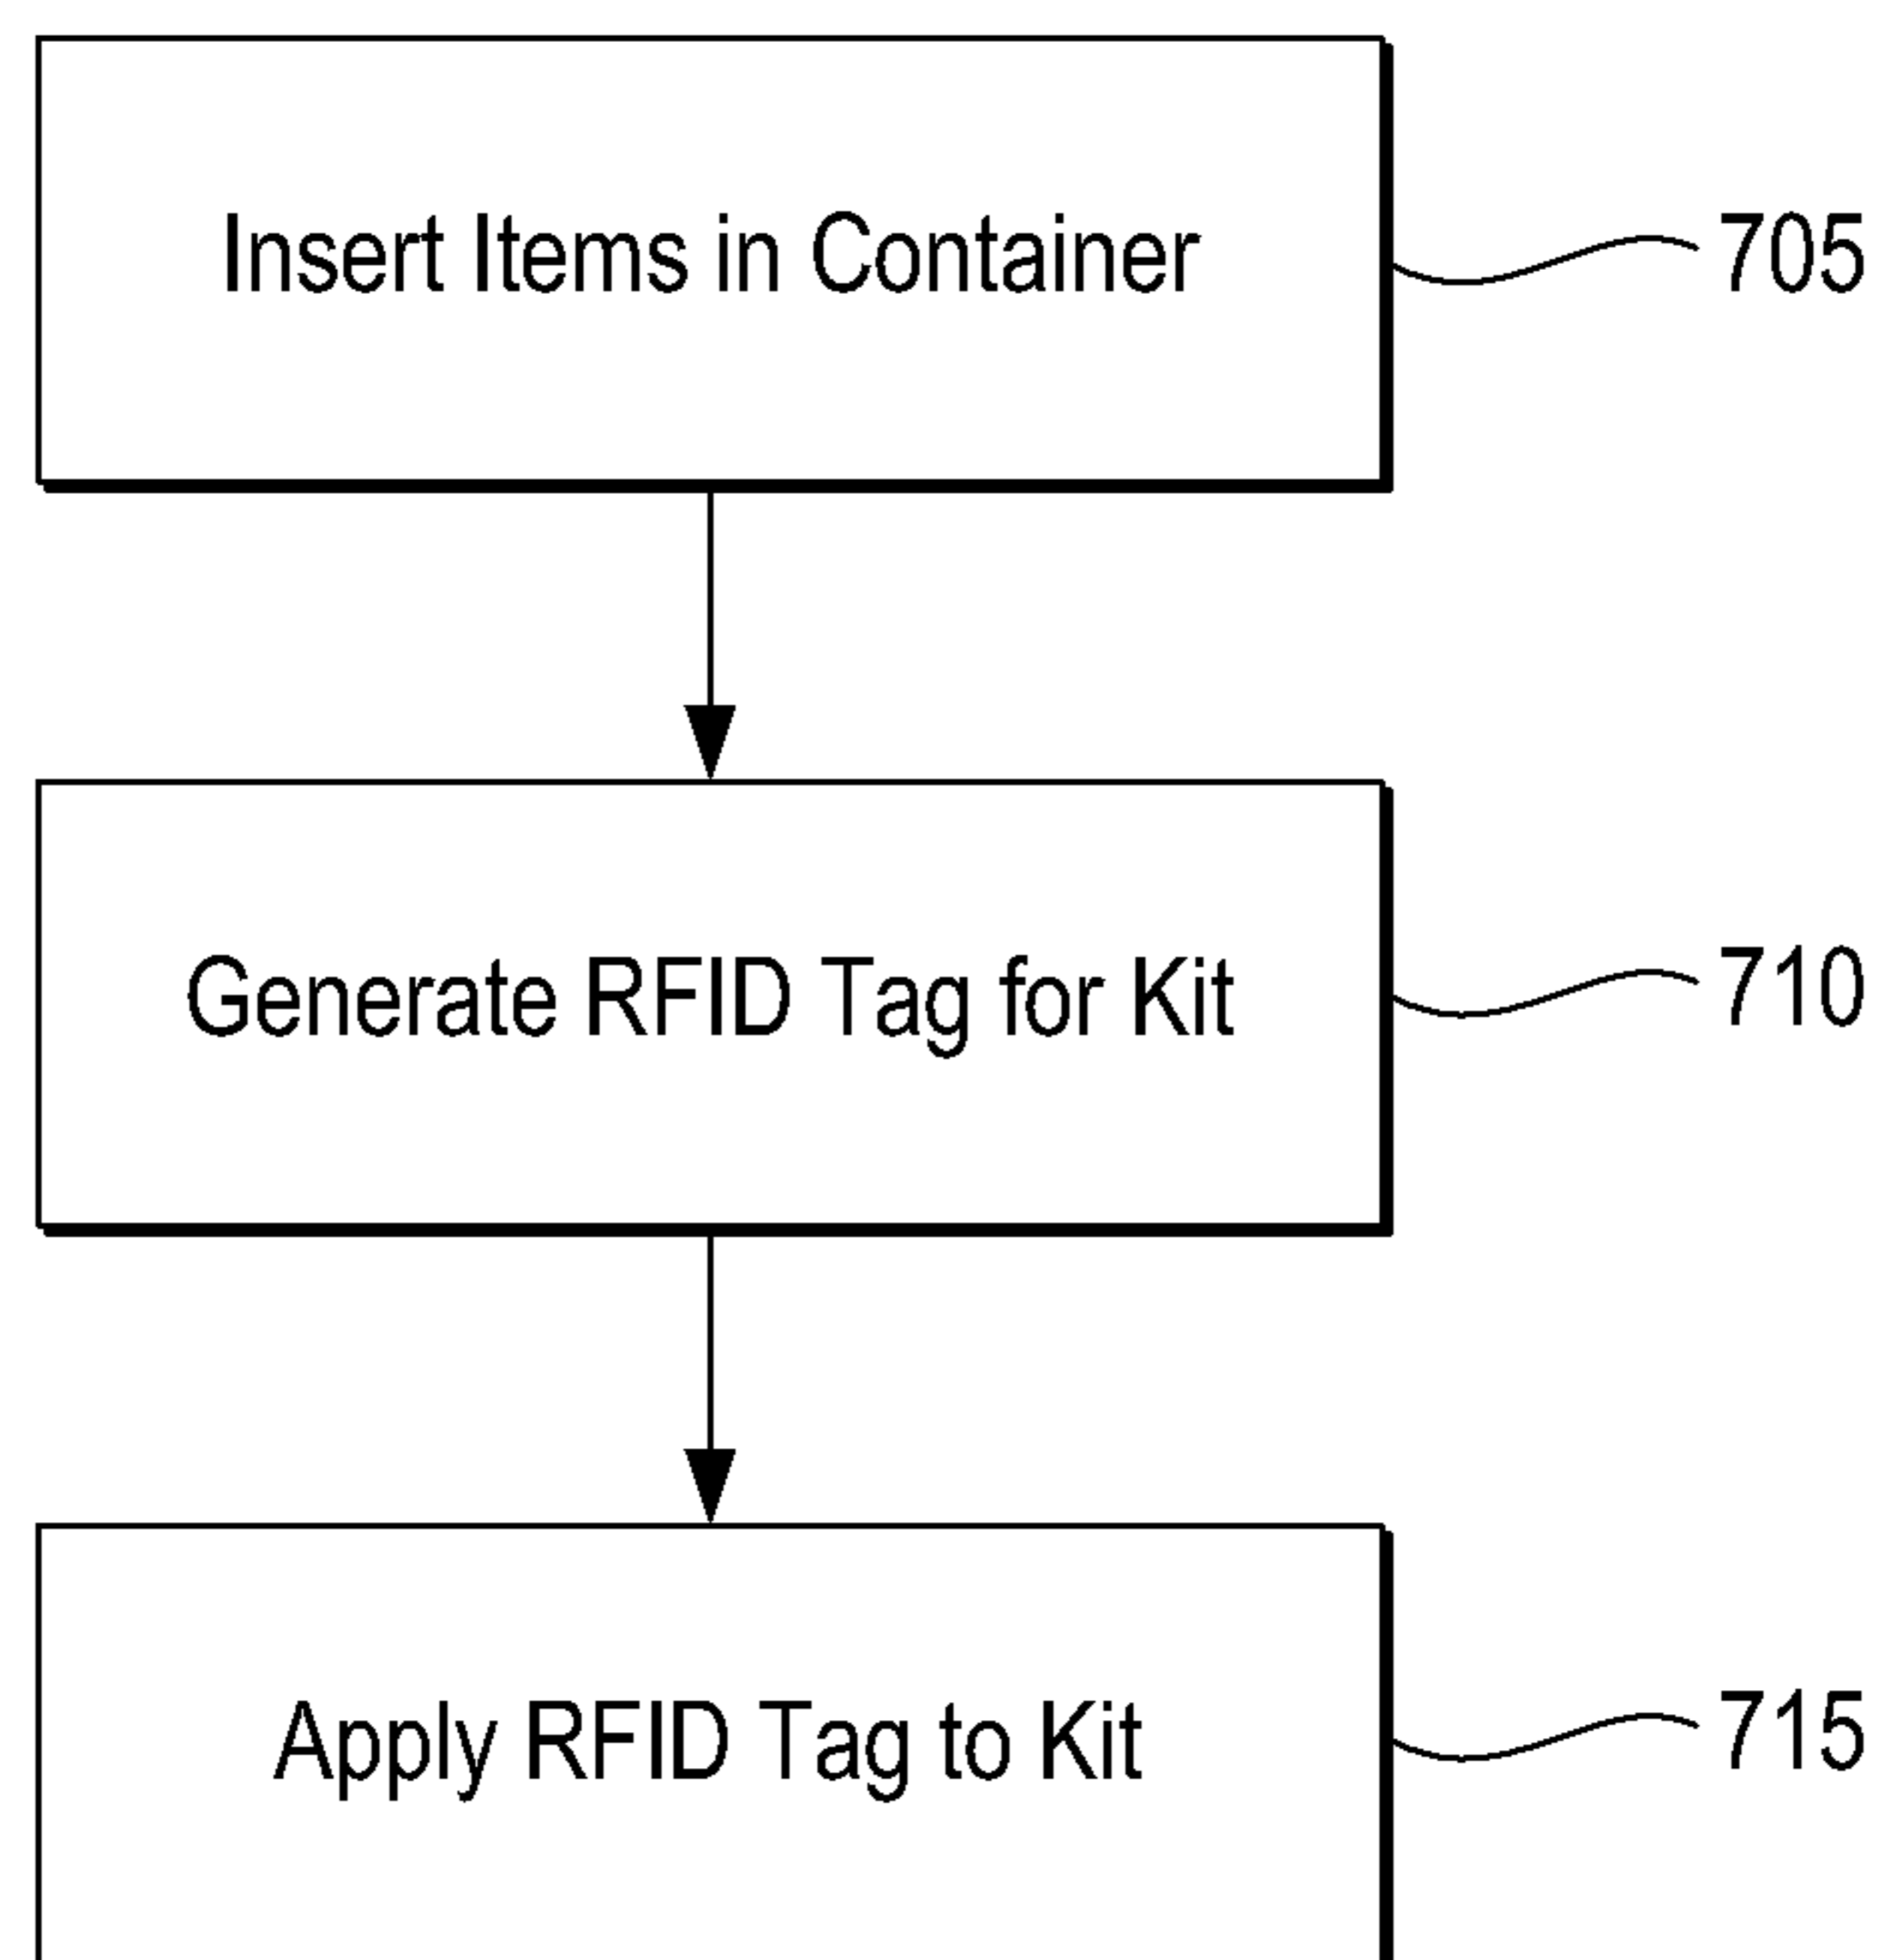 Insert Items in Container
705
Generate RFID Tag for Kit
710
Apply RFID Tag to Kit
715